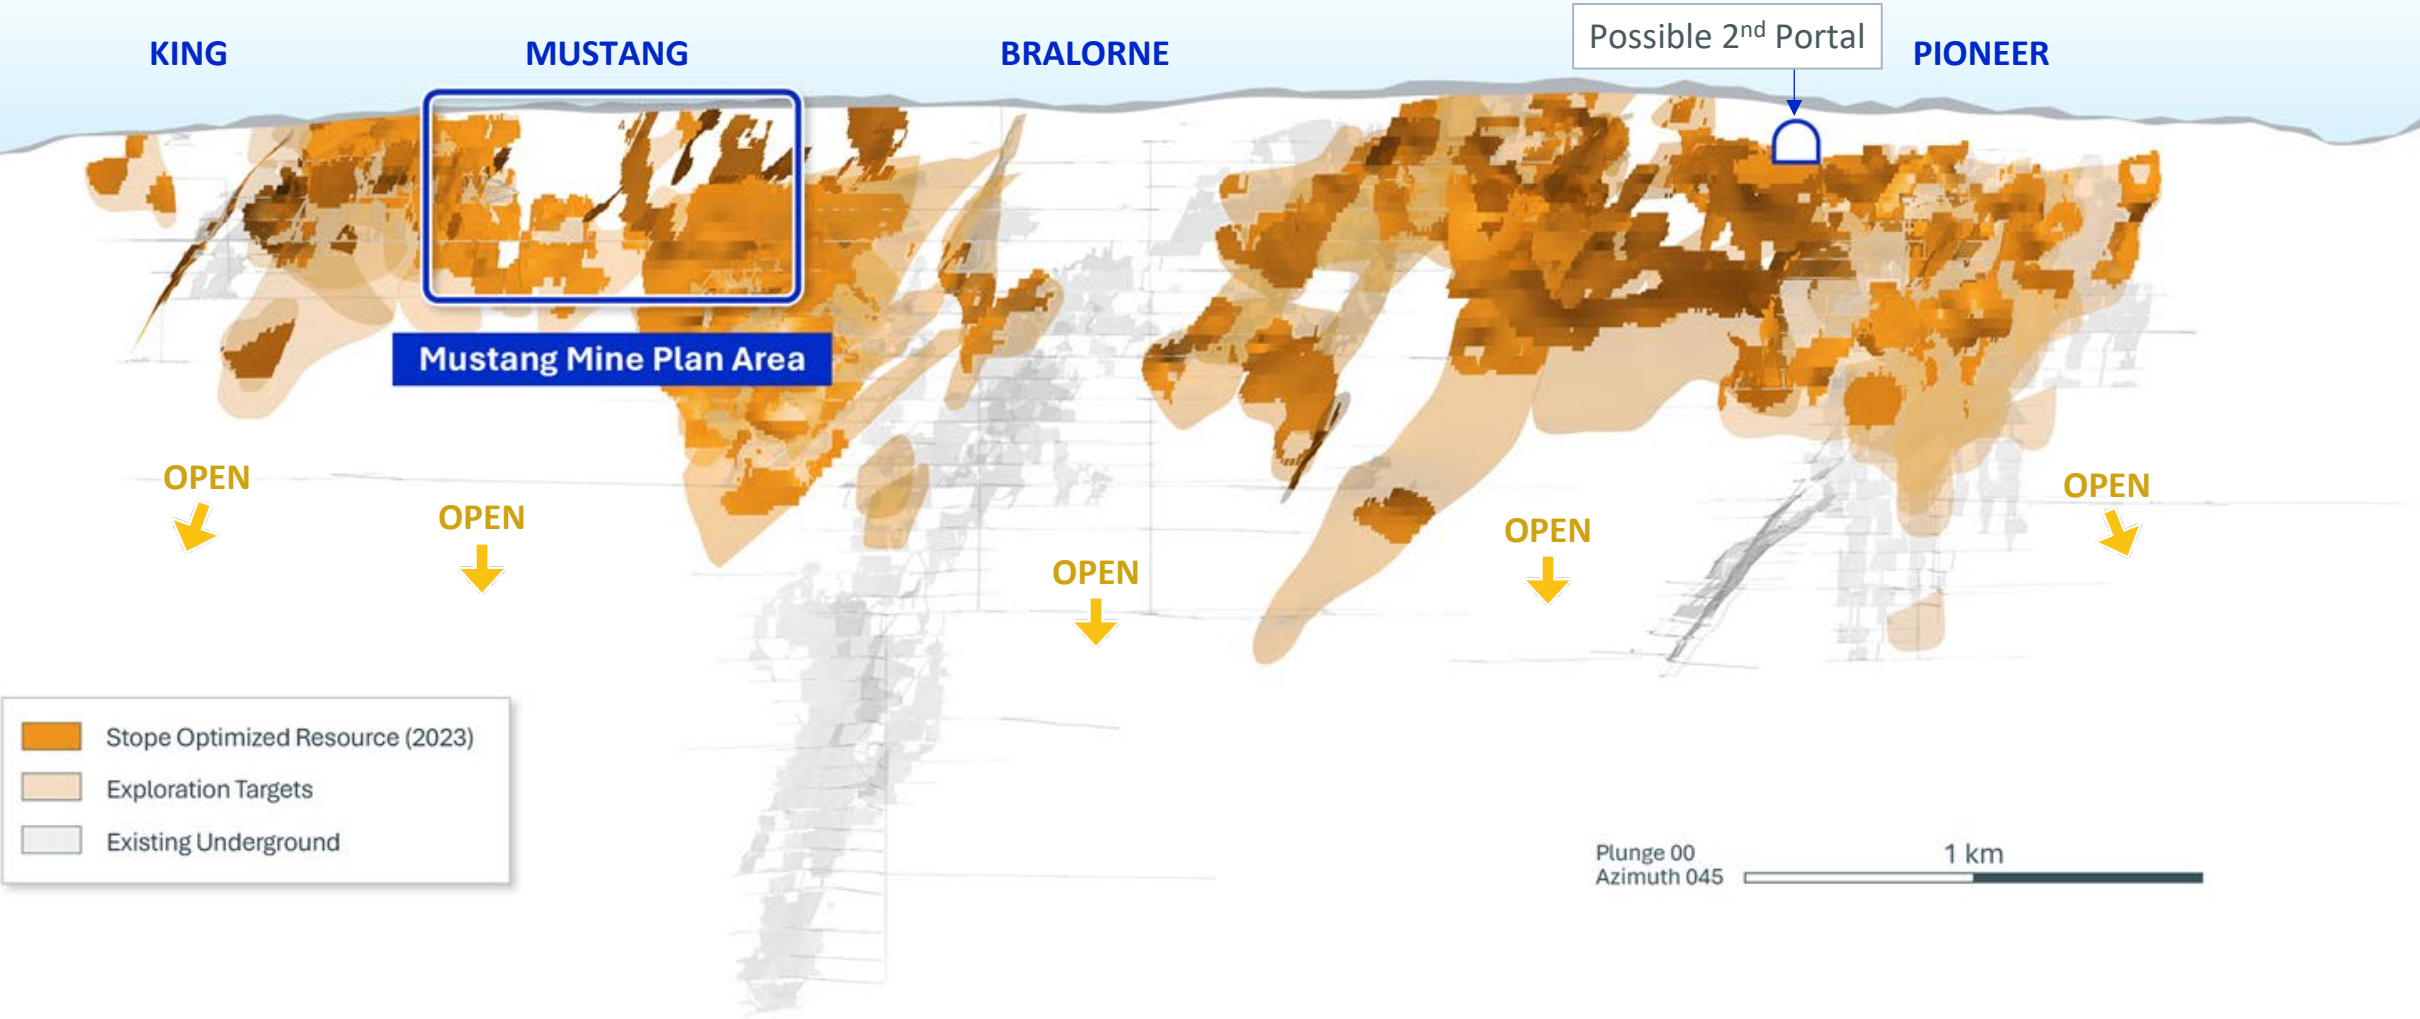 KING
MUSTANG
BRALORNE
Possible 2nd Portal
PIONEER
Mustang Mine Plan Area
OPEN
OPEN
OPEN
OPEN
OPEN
Stope Optimized Resource (2023)
Exploration Targets
Existing Underground
Plunge 00
Azimuth 045
1 km